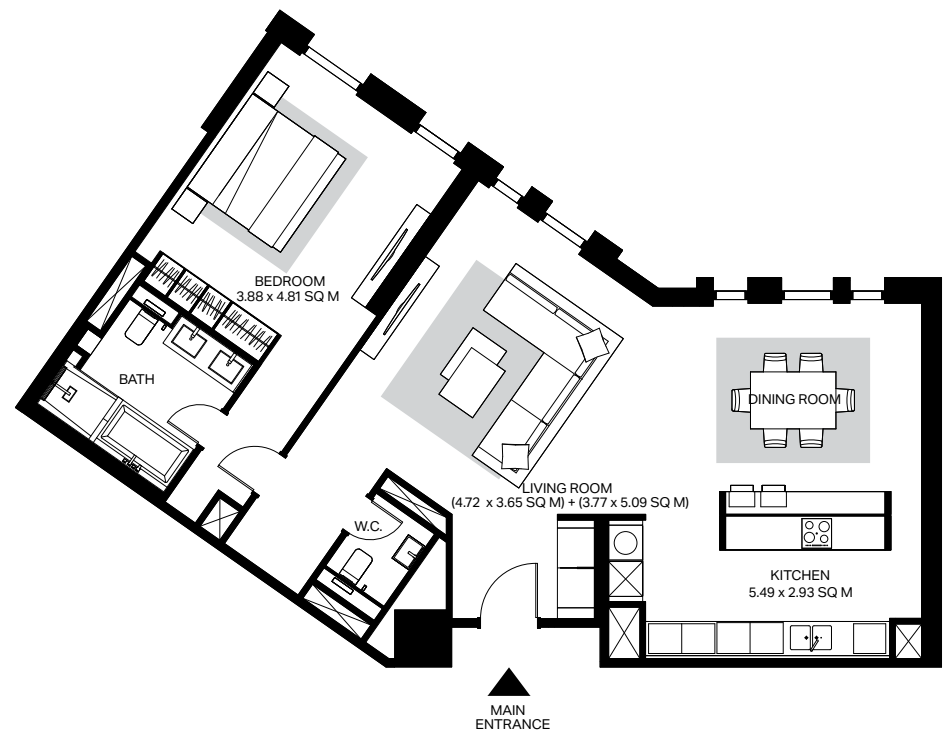 BEDROOM
3.88 x 4.81 SQ M
BATH
DINING ROOM
LIVING ROOM
(4.72 x 3.65 SQ M) + (3.77 x 5.09 SQ M)
W.C.
KITCHEN
5.49 x 2.93 SQ M
MAIN
ENTRANCE